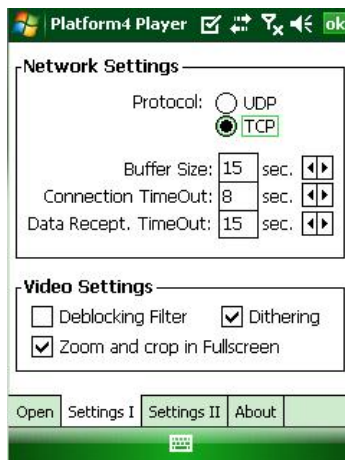 Platform4 Player ok
Network Settings
Protocol: UDP
TCP
Buffer Size: 15 sec.
Connection TimeOut: 8 sec.
Data Recept. TimeOut: 15 sec.
Video Settings
Deblocking Filter Dithering
Zoom and crop in Fullscreen
Open Settings I Settings II About